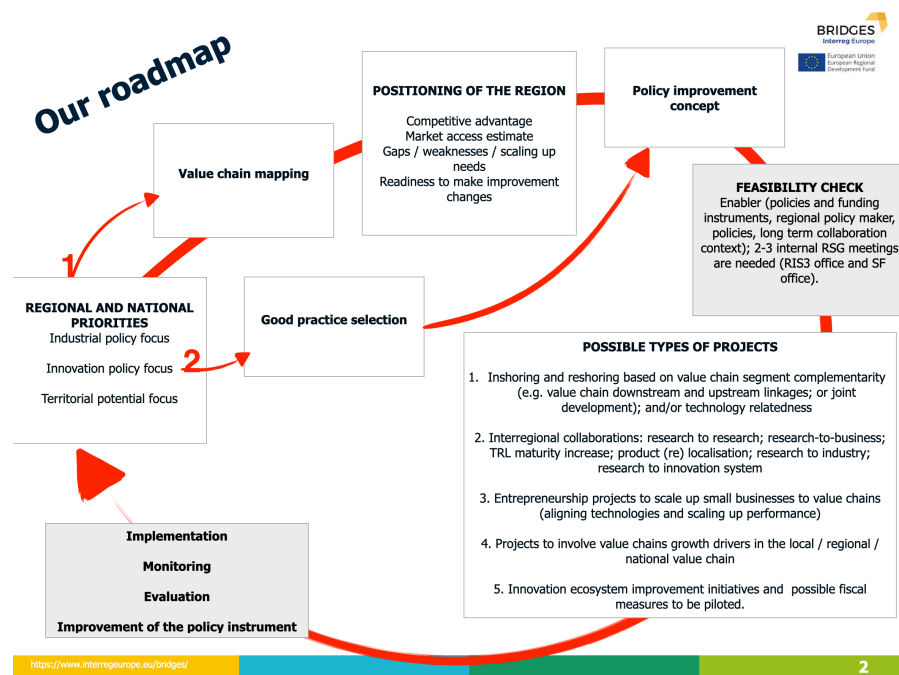 Our roadmap
BRIDGES
Interreg Europe
European Union
European Regional
Development Fund
POSITIONING OF THE REGION
Competitive advantage
Market access estimate
Gaps / weaknesses / scaling up
needs
Readiness to make improvement
changes
Policy improvement
concept
Value chain mapping
FEASIBILITY CHECK
Enabler (policies and funding
instruments, regional policy maker,
policies, long term collaboration
context); 2-3 internal RSG meetings
are needed (RIS3 office and SF
office).
1
REGIONAL AND NATIONAL
PRIORITIES
Industrial policy focus
Innovation policy focus
Territorial potential focus
2
Good practice selection
POSSIBLE TYPES OF PROJECTS
1. Inshoring and reshoring based on value chain segment complementarity
(e.g. value chain downstream and upstream linkages; or joint
development); and/or technology relatedness
2. Interregional collaborations: research to research; research-to-business;
TRL maturity increase; product (re) localisation; research to industry;
research to innovation system
3. Entrepreneurship projects to scale up small businesses to value chains
(aligning technologies and scaling up performance)
4. Projects to involve value chains growth drivers in the local / regional /
national value chain
5. Innovation ecosystem improvement initiatives and possible fiscal
measures to be piloted.
Implementation
Monitoring
Evaluation
Improvement of the policy instrument
https://www.interregeurope.eu/bridges/
2